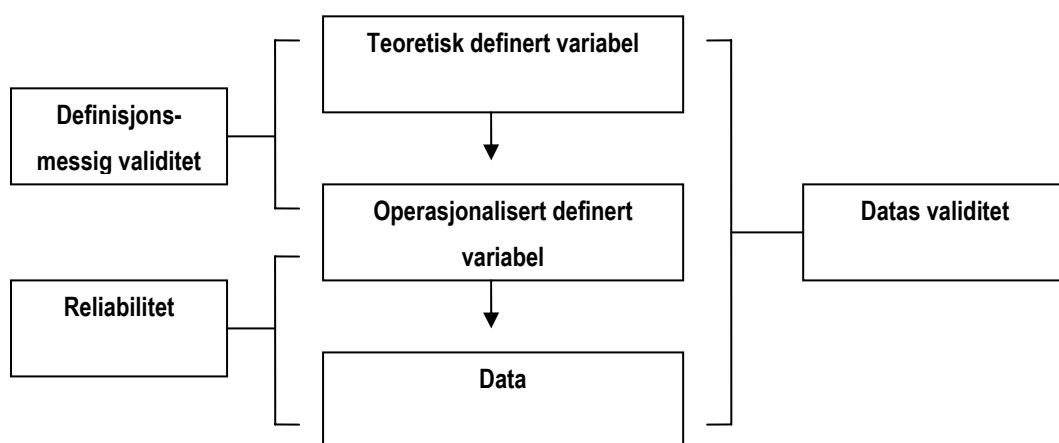 Teoretisk definert variabel
Definisjons-
messig validitet
Operasjonalisert definert
variabel
Datas validitet
Reliabilitet
Data